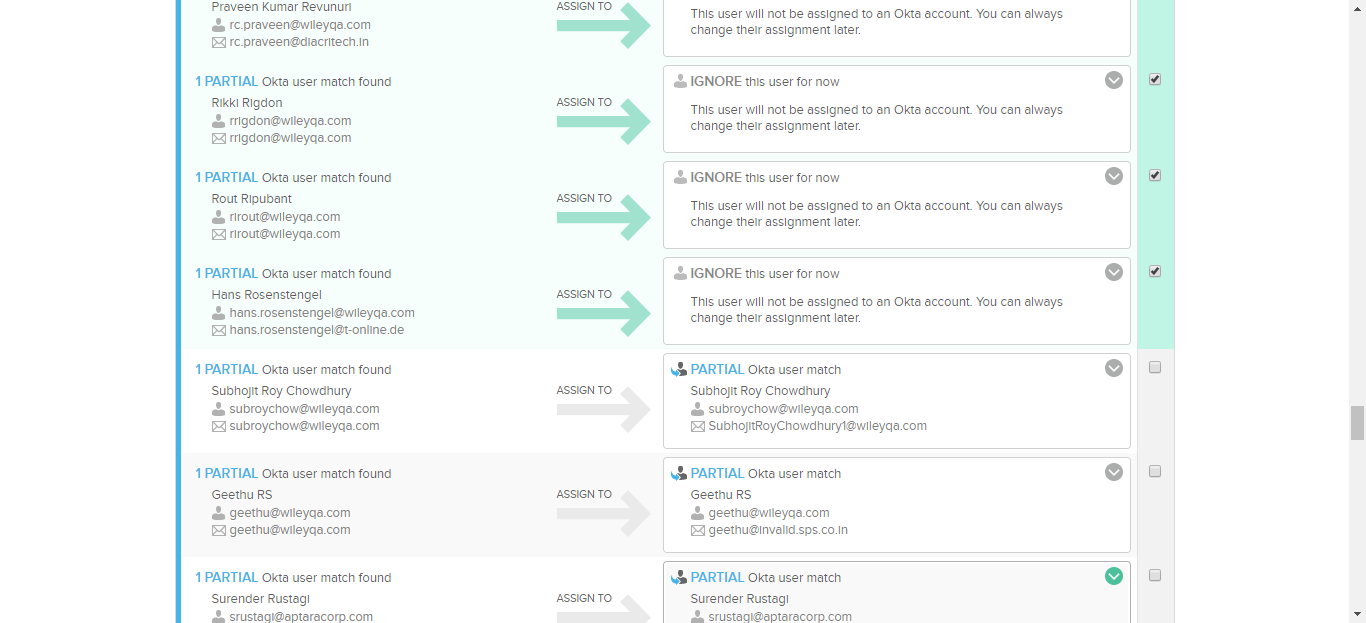 Praveen Kumar Revunuri
rc.praveen@wileyqa.com
rc.praveen@diacritech.in
ASSIGN TO
This user will not be assigned to an Okta account. You can always
change their assignment later.
1 PARTIAL Okta user match found
Rikki Rigdon
rrigdon@wileyqa.com
rrigdon@wileyqa.com
ASSIGN TO
IGNORE this user for now
This user will not be assigned to an Okta account. You can always
change their assignment later.
1 PARTIAL Okta user match found
Rout Ripubant
rirout@wileyqa.com
rirout@wileyqa.com
ASSIGN TO
IGNORE this user for now
This user will not be assigned to an Okta account. You can always
change their assignment later.
1 PARTIAL Okta user match found
Hans Rosenstengel
hans.rosenstengel@wileyqa.com
hans.rosenstengel@t-online.de
ASSIGN TO
IGNORE this user for now
This user will not be assigned to an Okta account. You can always
change their assignment later.
1 PARTIAL Okta user match found
Subhojit Roy Chowdhury
subroychow@wileyqa.com
subroychow@wileyqa.com
ASSIGN TO
PARTIAL Okta user match
Subhojit Roy Chowdhury
subroychow@wileyqa.com
SubhojitRoyChowdhury1@wileyqa.com
1 PARTIAL Okta user match found
Geethu RS
geethu@wileyqa.com
geethu@wileyqa.com
ASSIGN TO
PARTIAL Okta user match
Geethu RS
geethu@wileyqa.com
geethu@invalid.sps.co.in
1 PARTIAL Okta user match found
Surender Rustagi
srustagi@aptaracorp.com
ASSIGN TO
PARTIAL Okta user match
Surender Rustagi
srustagi@aptaracorp.com